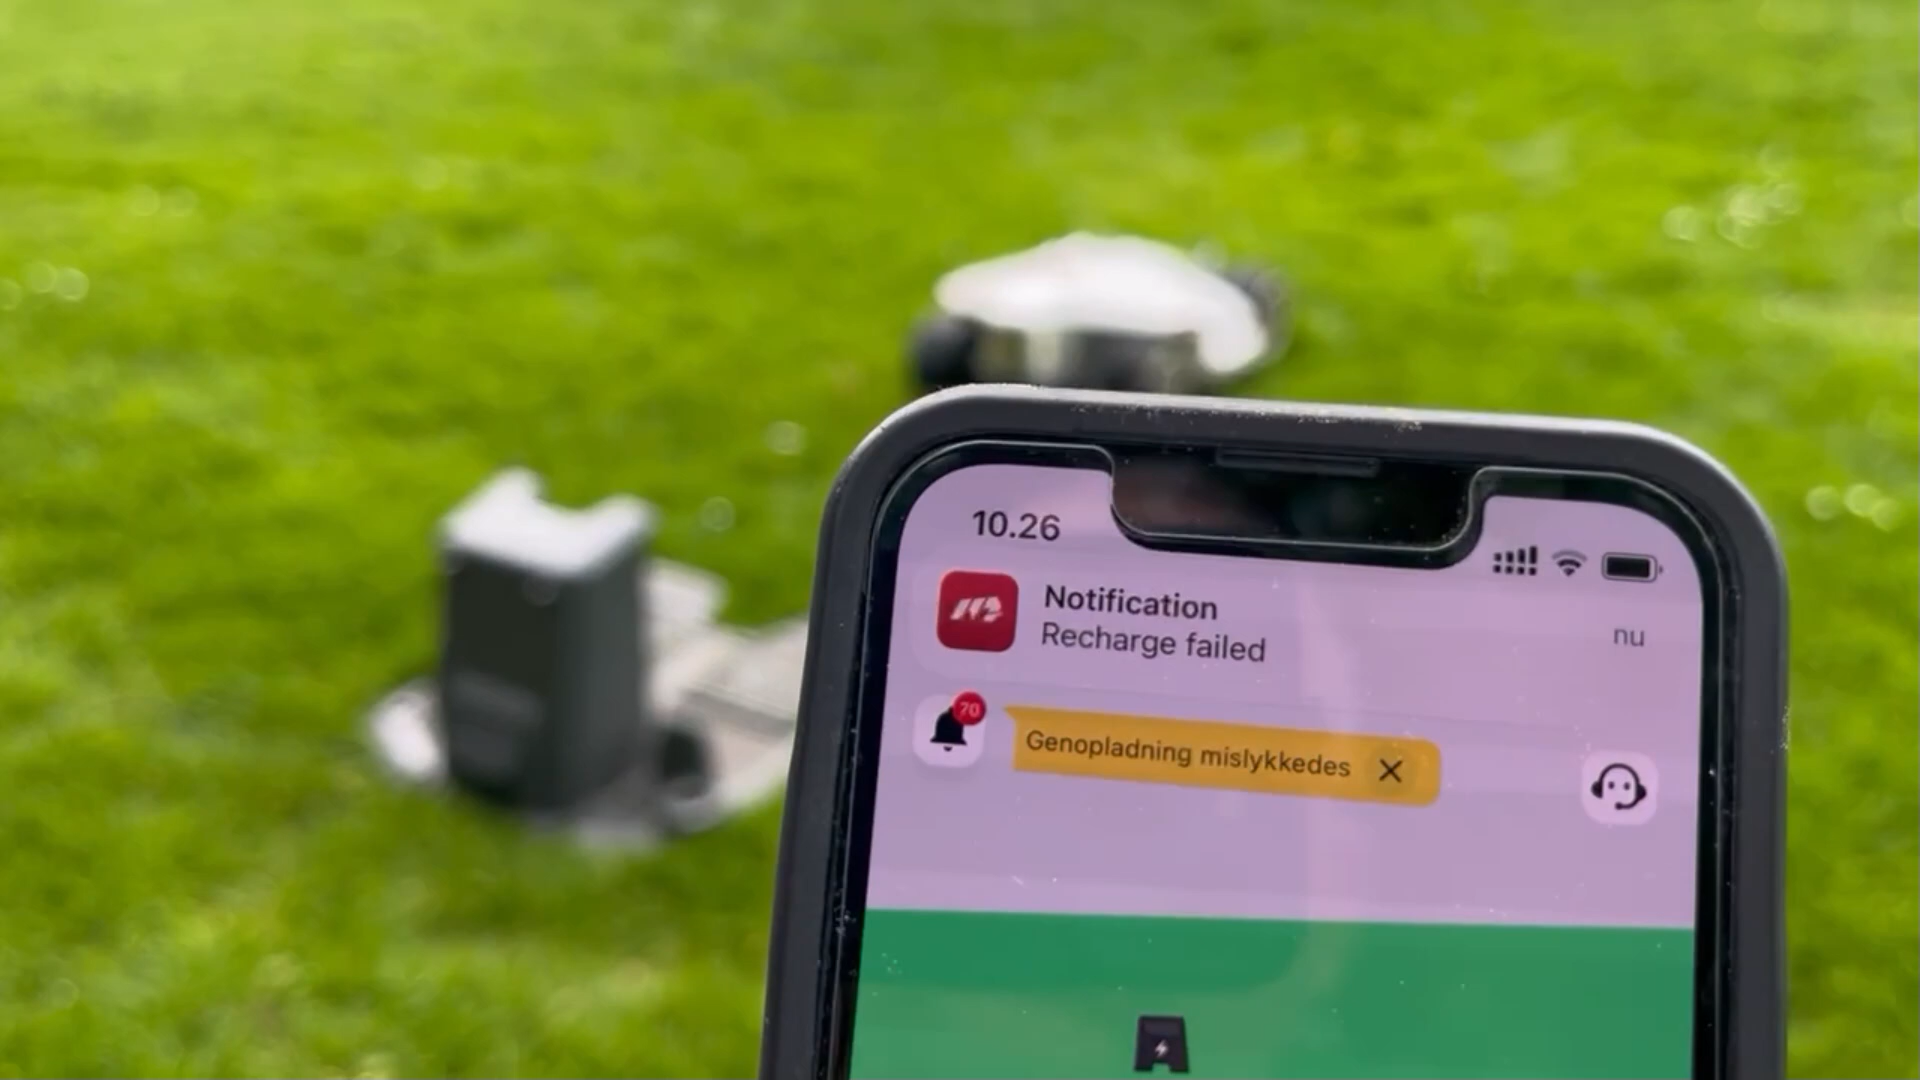 10.26
Notification
Recharge failed
nu
70
Genopladning mislykkedes